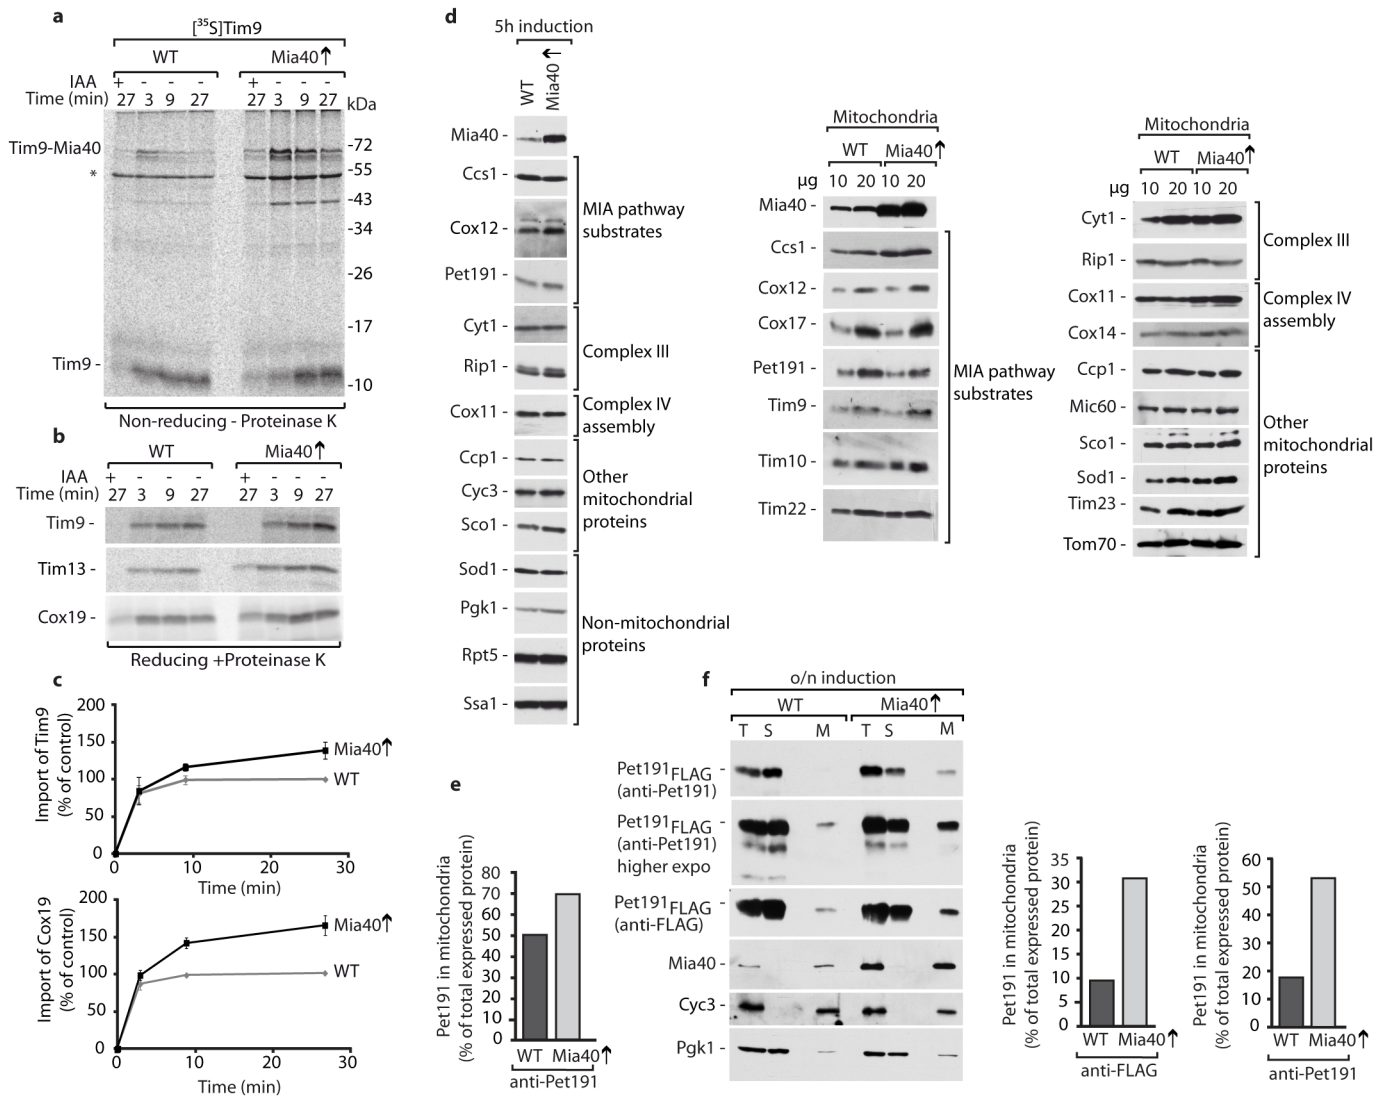 a
[35S]Tim9
WT Mia40↑
IAA + - - - + - - -
Time (min) 27 3 9 27 27 3 9 27 kDa
Tim9-Mia40
*
Tim9 -
-72
-55
-43
-34
-26
-17
-10
Non-reducing - Proteinase K
b
WT Mia40↑
IAA + - - - + - - -
Time (min) 27 3 9 27 27 3 9 27
Tim9 -
Tim13 -
Cox19 -
Reducing +Proteinase K
c
Import of Tim9
(% of control)
200
150
100
50
0
0 10 20 30
Time (min)
Mia40↑
WT
Import of Cox19
(% of control)
200
150
100
50
0
0 10 20 30
Time (min)
Mia40↑
WT
d
5h induction
WT
Mia40↑
Mia40 -
Ccs1 -
Cox12 -
Pet191 -
MIA pathway
substrates
Cyt1 -
Rip1 -
Complex III
Cox11 -
Complex IV
assembly
Ccp1 -
Cyc3 -
Sco1 -
Other
mitochondrial
proteins
Sod1 -
Pgk1 -
Rpt5 -
Ssa1 -
Non-mitochondrial
proteins
Mitochondria
WT Mia40↑
µg 10 20 10 20
Mia40 -
Ccs1 -
Cox12 -
Cox17 -
Pet191 -
Tim9 -
Tim10 -
Tim22 -
MIA pathway
substrates
Mitochondria
WT Mia40↑
µg 10 20 10 20
Cyt1 -
Rip1 -
Complex III
Cox11 -
Cox14 -
Complex IV
assembly
Ccp1 -
Mic60 -
Sco1 -
Sod1 -
Tim23 -
Tom70 -
Other
mitochondrial
proteins
e
Pet191 in mitochondria
(% of total expressed protein)
80
70
60
50
40
30
20
10
0
WT Mia40↑
anti-Pet191
f
o/n induction
WT Mia40↑
T S M T S M
Pet191FLAG -
(anti-Pet191)
Pet191FLAG -
(anti-Pet191)
higher expo
Pet191FLAG -
(anti-FLAG)
Mia40 -
Cyc3 -
Pgk1 -
Pet191 in mitochondria
(% of total expressed protein)
35
30
25
20
15
10
5
0
WT Mia40↑
anti-FLAG
Pet191 in mitochondria
(% of total expressed protein)
60
50
40
30
20
10
0
WT Mia40↑
anti-Pet191